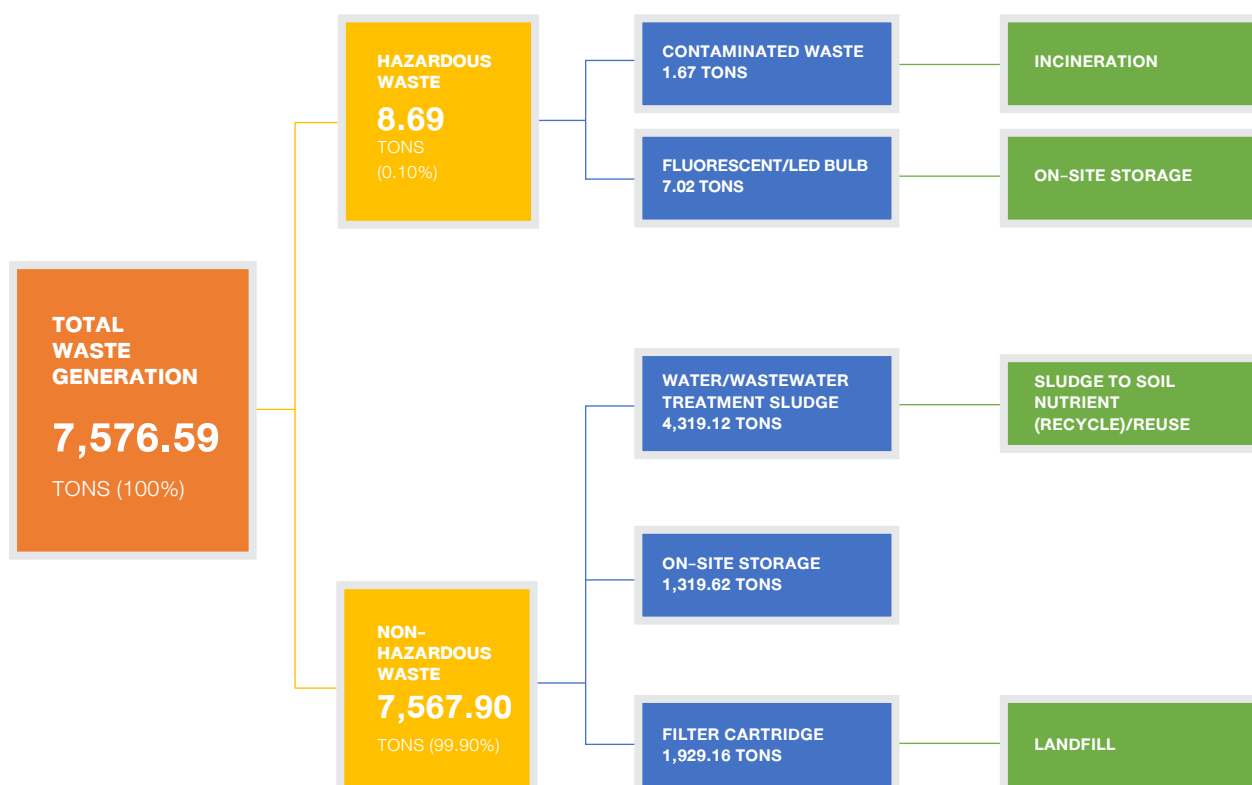 TOTAL
WASTE
GENERATION
7,576.59
TONS (100%)
HAZARDOUS
WASTE
8.69
TONS
(0.10%)
CONTAMINATED WASTE
1.67 TONS
INCINERATION
FLUORESCENT/LED BULB
7.02 TONS
ON-SITE STORAGE
NON-
HAZARDOUS
WASTE
7,567.90
TONS (99.90%)
WATER/WASTEWATER
TREATMENT SLUDGE
4,319.12 TONS
SLUDGE TO SOIL
NUTRIENT
(RECYCLE)/REUSE
ON-SITE STORAGE
1,319.62 TONS
FILTER CARTRIDGE
1,929.16 TONS
LANDFILL